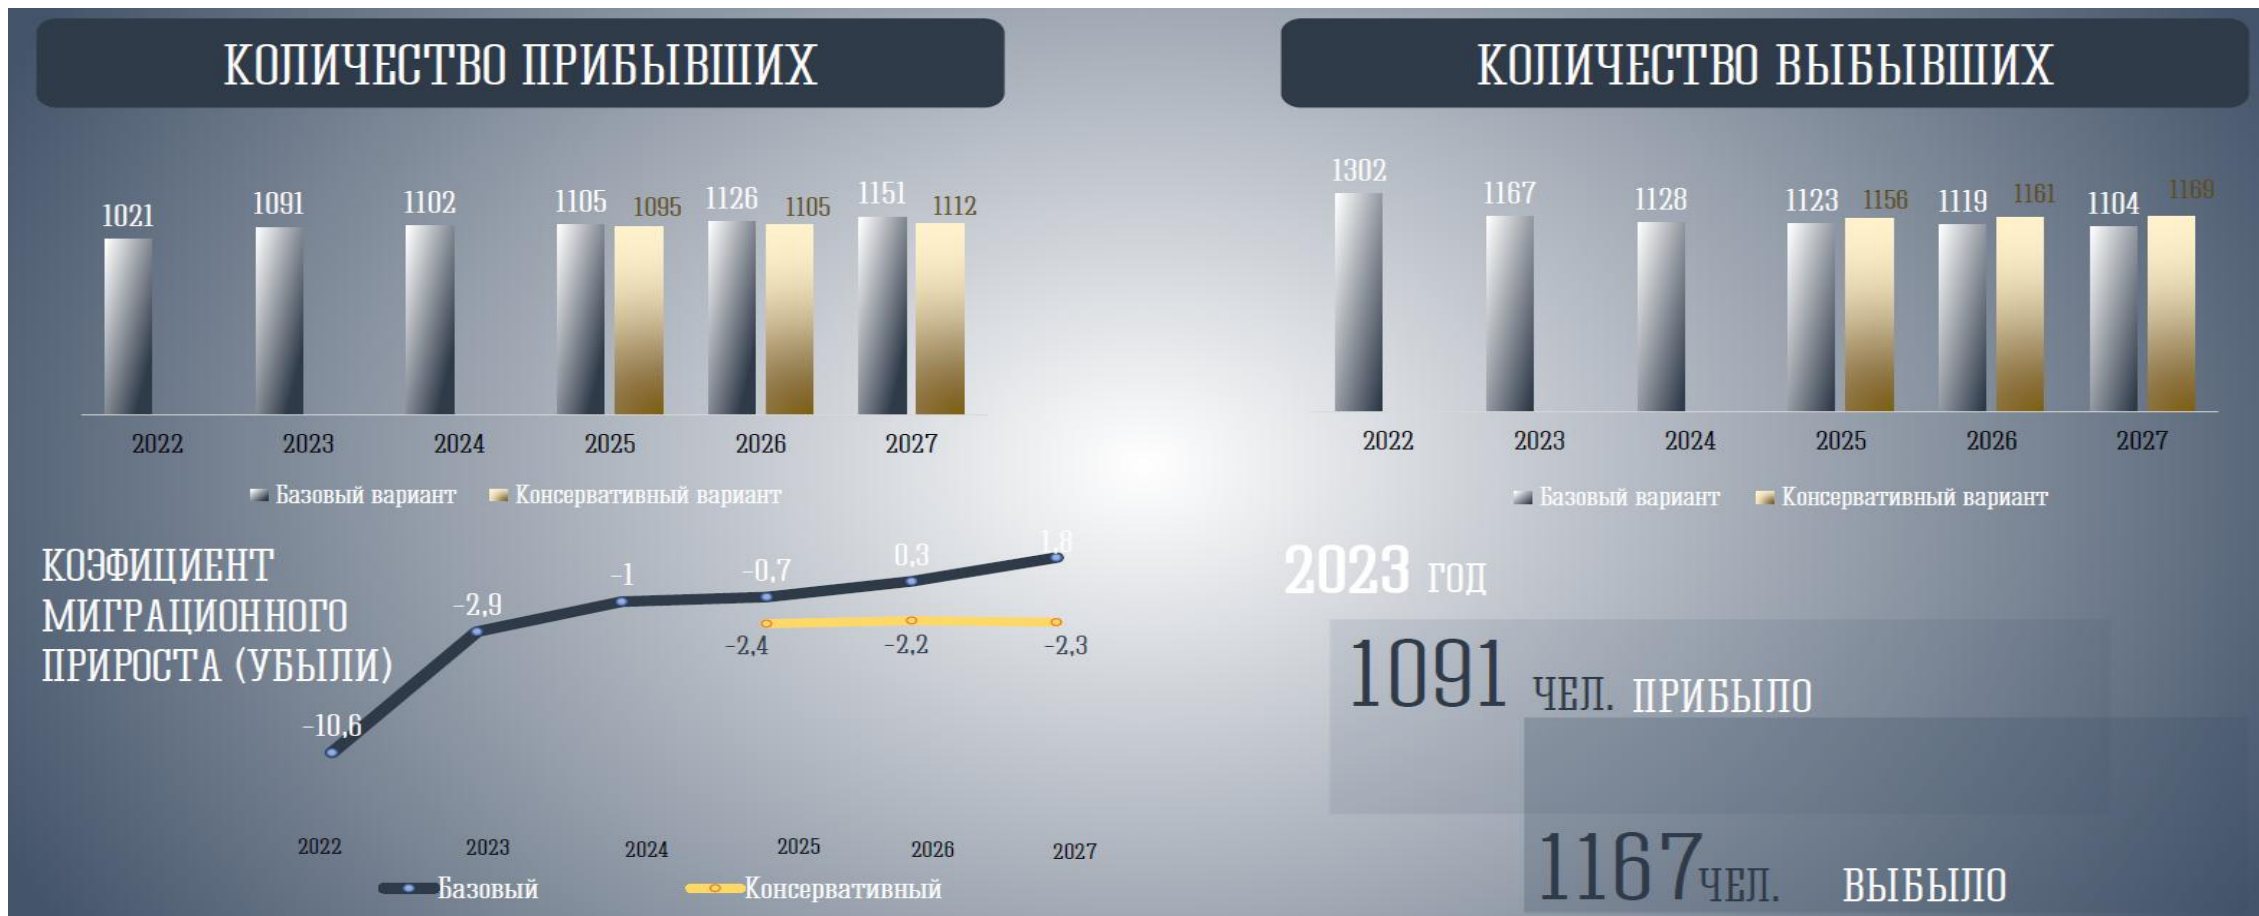 КОЛИЧЕСТВО ПРИБЫВШИХ
1021 1091 1102 1105 1095 1126 1105 1151 1112
2022 2023 2024 2025 2026 2027
Базовый вариант Консервативный вариант
КОЛИЧЕСТВО ВЫБЫВШИХ
1302 1167 1128 1123 1156 1119 1161 1104 1169
2022 2023 2024 2025 2026 2027
Базовый вариант Консервативный вариант
КОЭФИЦИЕНТ
МИГРАЦИОННОГО
ПРИРОСТА (УБЫЛИ)
-10,6 -2,9 -1 -0,7 0,3 1,8
-2,4 -2,2 -2,3
2022 2023 2024 2025 2026 2027
Базовый Консервативный
2023 ГОД
1091 ЧЕЛ. ПРИБЫЛО
1167 ЧЕЛ. ВЫБЫЛО